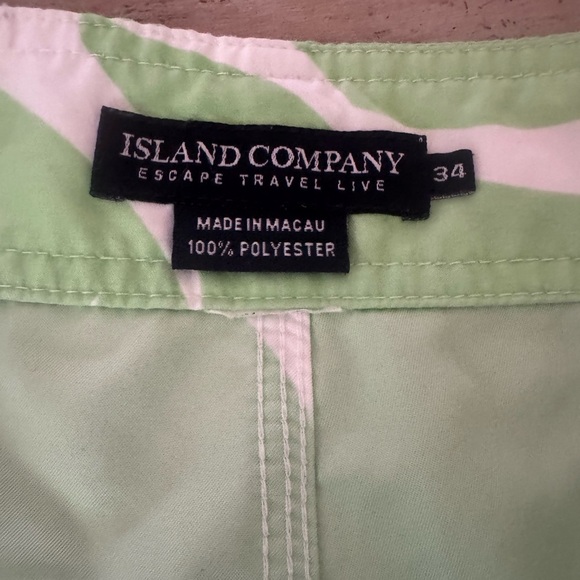 ISLAND COMPANY
ESCAPE TRAVEL LIVE
34
MADE IN MACAU
100% POLYESTER